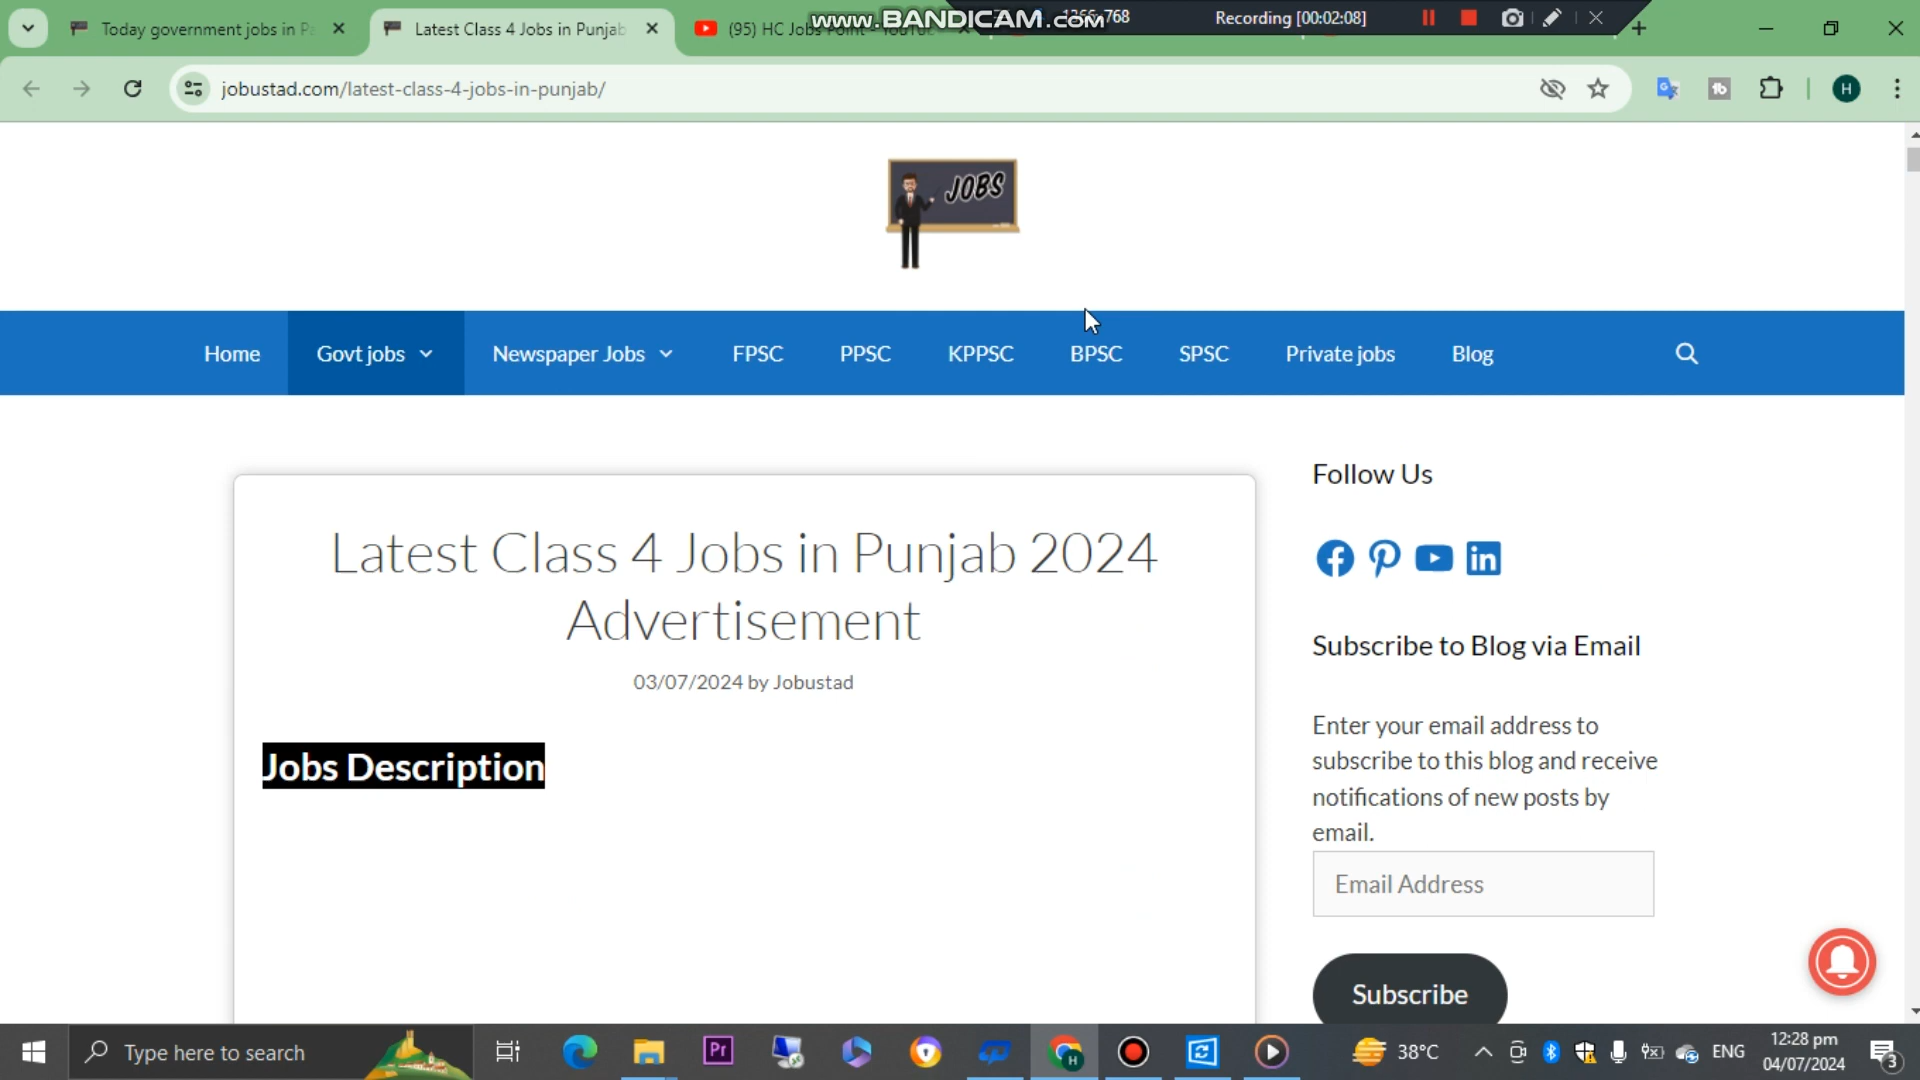 Today government jobs in Pa
Latest Class 4 Jobs in Punjab
(95) HC Jobs Point - YouTube
www.BANDICAM.com
Recording [00:02:08]
jobustad.com/latest-class-4-jobs-in-punjab/
H
JOBS
Home
Govt jobs
Newspaper Jobs
FPSC
PPSC
KPPSC
BPSC
SPSC
Private jobs
Blog
Latest Class 4 Jobs in Punjab 2024
Advertisement
03/07/2024 by Jobustad
Jobs Description
Follow Us
Subscribe to Blog via Email
Enter your email address to
subscribe to this blog and receive
notifications of new posts by
email.
Email Address
Subscribe
Type here to search
Pr
H
38°C
ENG
12:28 pm
04/07/2024
3